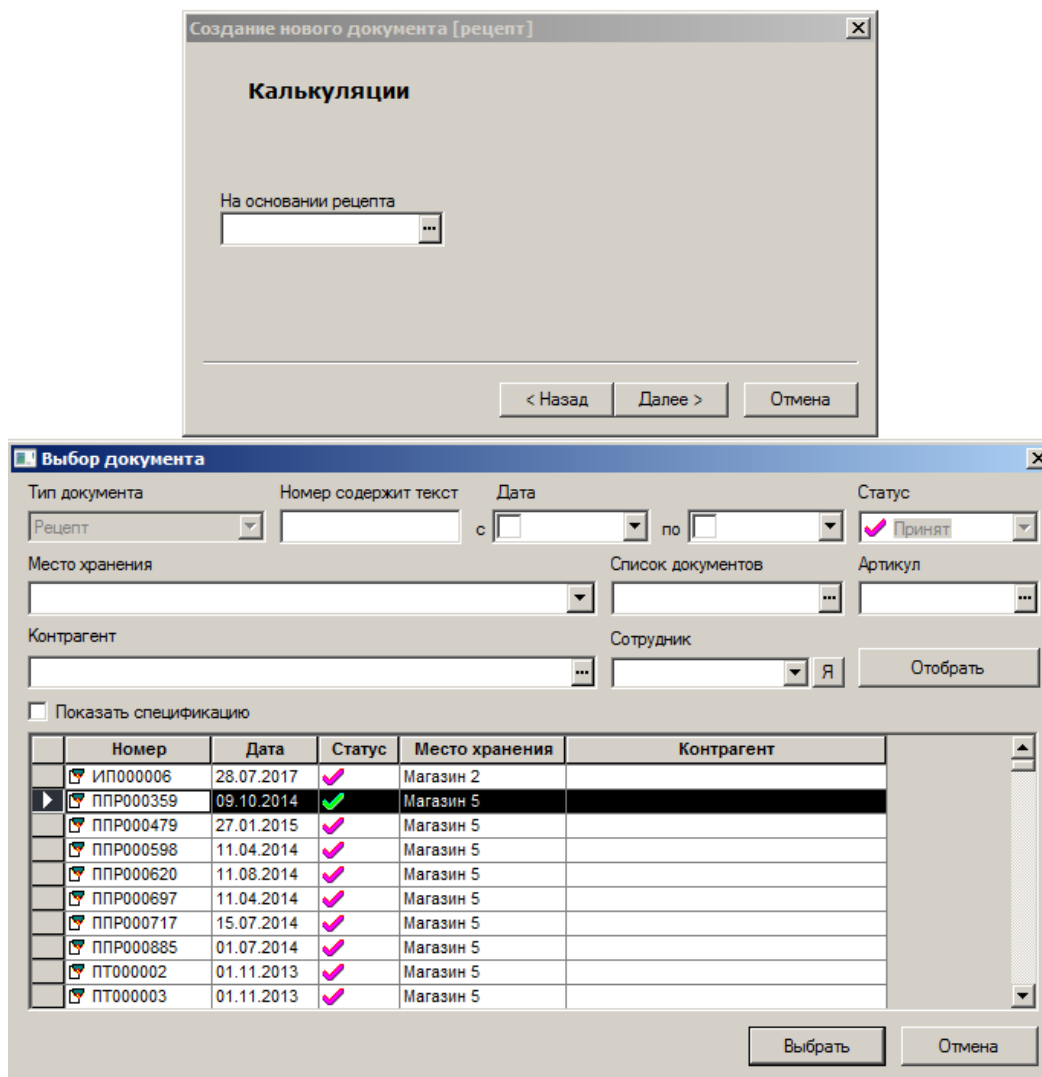 Создание нового документа [рецепт]
Калькуляции
На основании рецепта
< Назад Далее > Отмена
Выбор документа
Тип документа Номер содержит текст Дата Статус
Рецепт с по Принят
Место хранения Список документов Артикул
Контрагент Сотрудник
Я Отобрать
Показать спецификацию
Номер Дата Статус Место хранения Контрагент
ИП000006 28.07.2017 Магазин 2
ППР000359 09.10.2014 Магазин 5
ППР000479 27.01.2015 Магазин 5
ППР000598 11.04.2014 Магазин 5
ППР000620 11.08.2014 Магазин 5
ППР000697 11.04.2014 Магазин 5
ППР000717 15.07.2014 Магазин 5
ППР000885 01.07.2014 Магазин 5
ПТ000002 01.11.2013 Магазин 5
ПТ000003 01.11.2013 Магазин 5
Выбрать Отмена